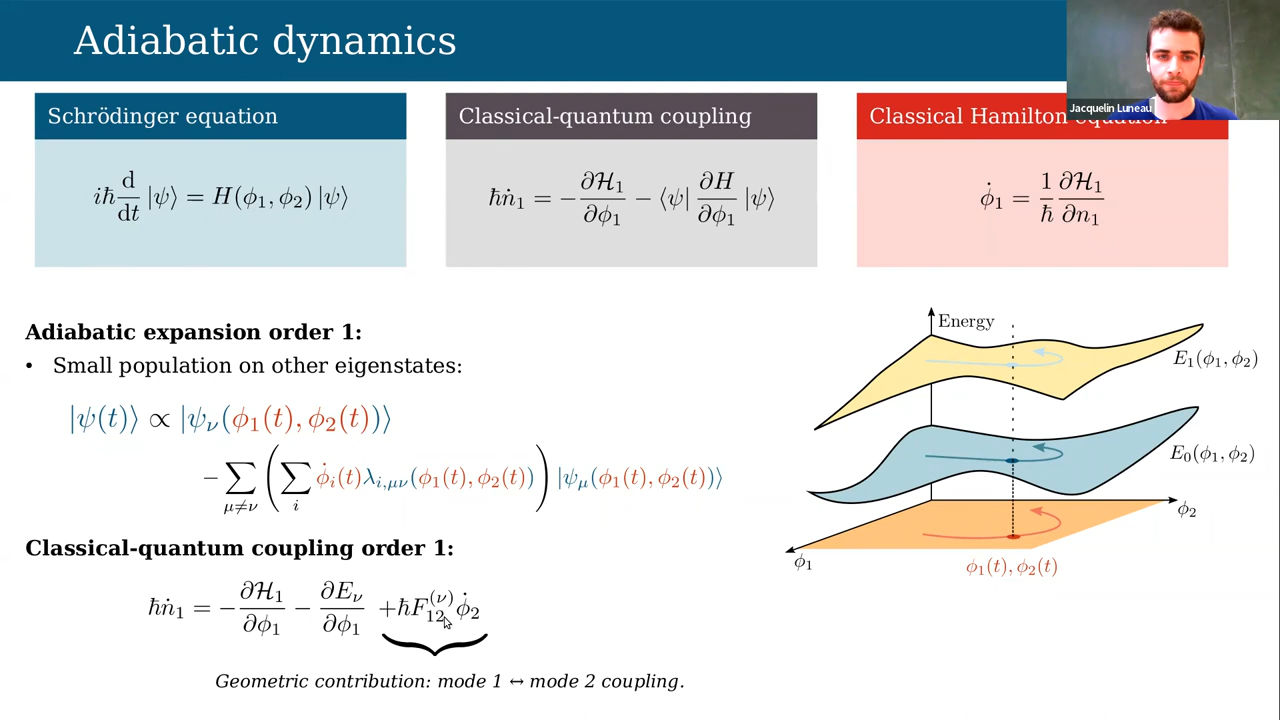 Adiabatic dynamics
Jacquelin Luneau
Schrödinger equation
iħ d/dt |ψ⟩ = H(ϕ₁, ϕ₂) |ψ⟩
Classical-quantum coupling
ħṅ₁ = −∂ℋ₁/∂ϕ₁ − ⟨ψ| ∂H/∂ϕ₁ |ψ⟩
Classical Hamilton equation
ϕ̇₁ = 1/ħ ∂ℋ₁/∂n₁
Adiabatic expansion order 1:
• Small population on other eigenstates:
|ψ(t)⟩ ∝ |ψ_ν(ϕ₁(t), ϕ₂(t))⟩
− ∑_{μ≠ν} (∑_i ϕ̇_i(t)λ_{i,μν}(ϕ₁(t), ϕ₂(t))) |ψ_μ(ϕ₁(t), ϕ₂(t))⟩
Classical-quantum coupling order 1:
ħṅ₁ = −∂ℋ₁/∂ϕ₁ − ∂E_ν/∂ϕ₁ +ħF₁₂^(ν) ϕ̇₂
Geometric contribution: mode 1 ↔ mode 2 coupling.
Energy
E₁(ϕ₁, ϕ₂)
E₀(ϕ₁, ϕ₂)
ϕ₂
ϕ₁
ϕ₁(t), ϕ₂(t)